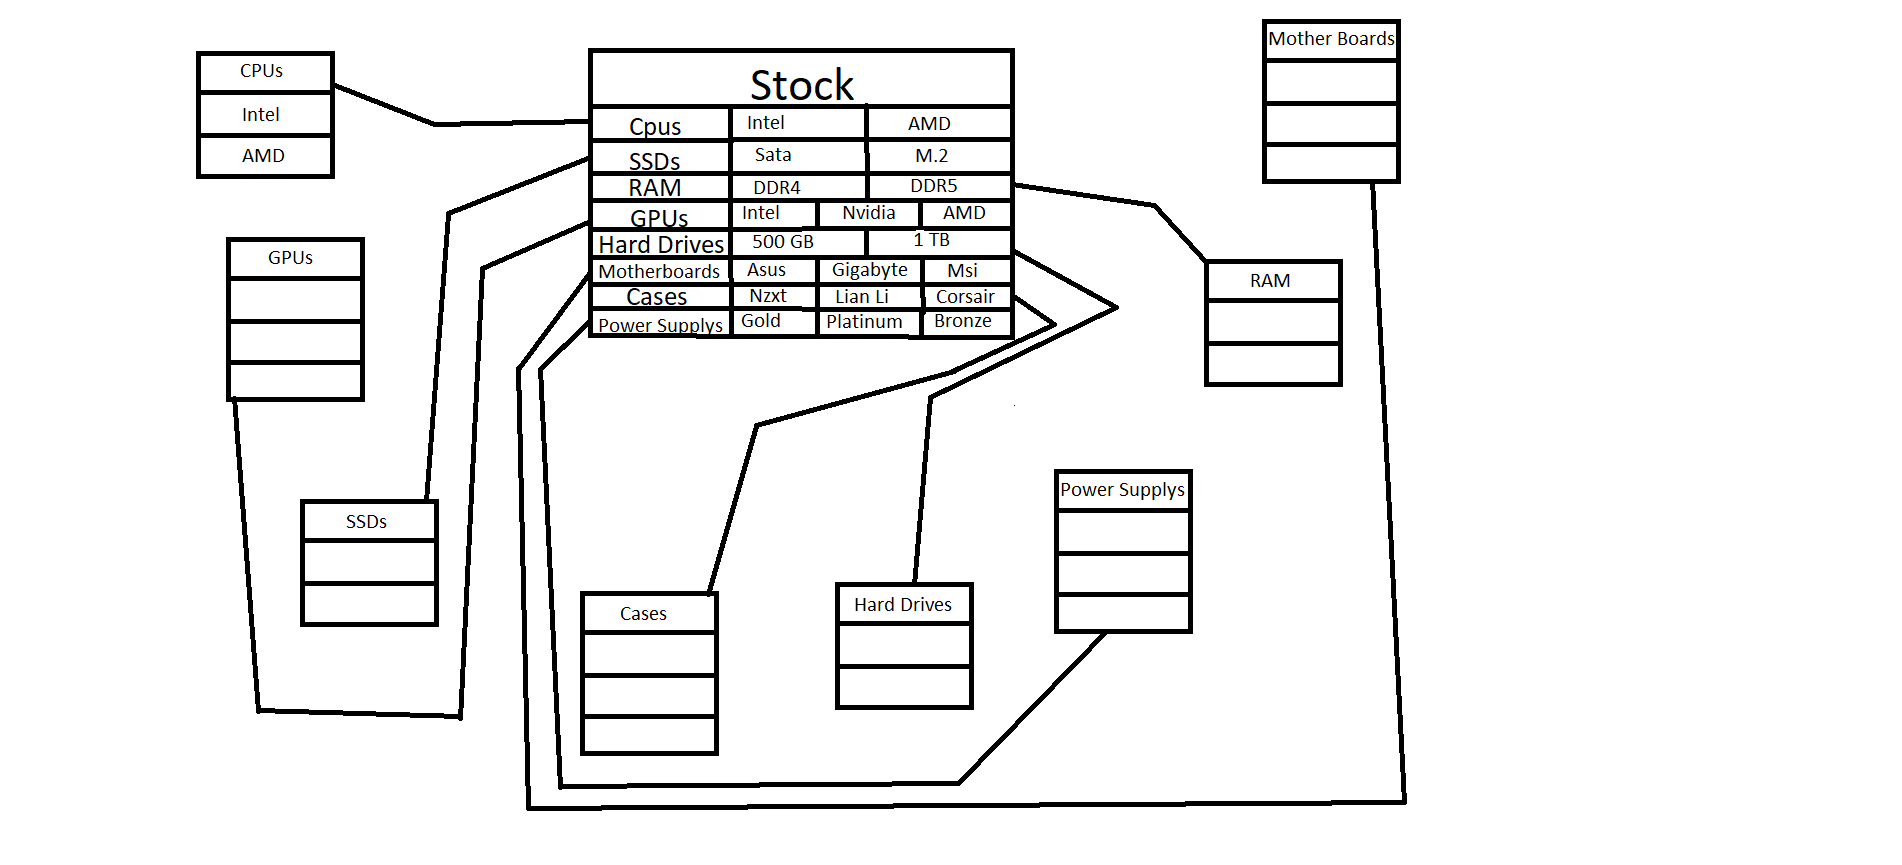 CPUs
Intel
AMD
Stock
Cpus Intel AMD
SSDs Sata M.2
RAM DDR4 DDR5
GPUs Intel Nvidia AMD
Hard Drives 500 GB 1 TB
Motherboards Asus Gigabyte Msi
Cases Nzxt Lian Li Corsair
Power Supplys Gold Platinum Bronze
Mother Boards
GPUs
RAM
SSDs
Cases
Hard Drives
Power Supplys